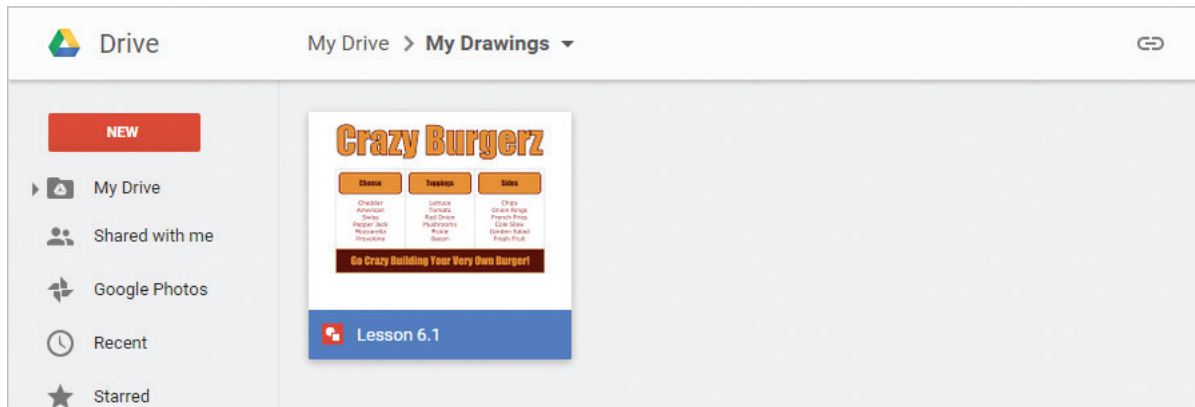 Drive
My Drive > My Drawings
NEW
My Drive
Shared with me
Google Photos
Recent
Starred
Crazy Burgerz
Cheese Toppings Sides
Cheddar Lettuce Chips
American Tomato Onion Rings
Swiss Red Onion French Fries
Pepper Jack Mushrooms Cole Slaw
Mozzarella Pickle Garden Salad
Provolone Bacon Fresh Fruit
Go Crazy Building Your Very Own Burger!
Lesson 6.1